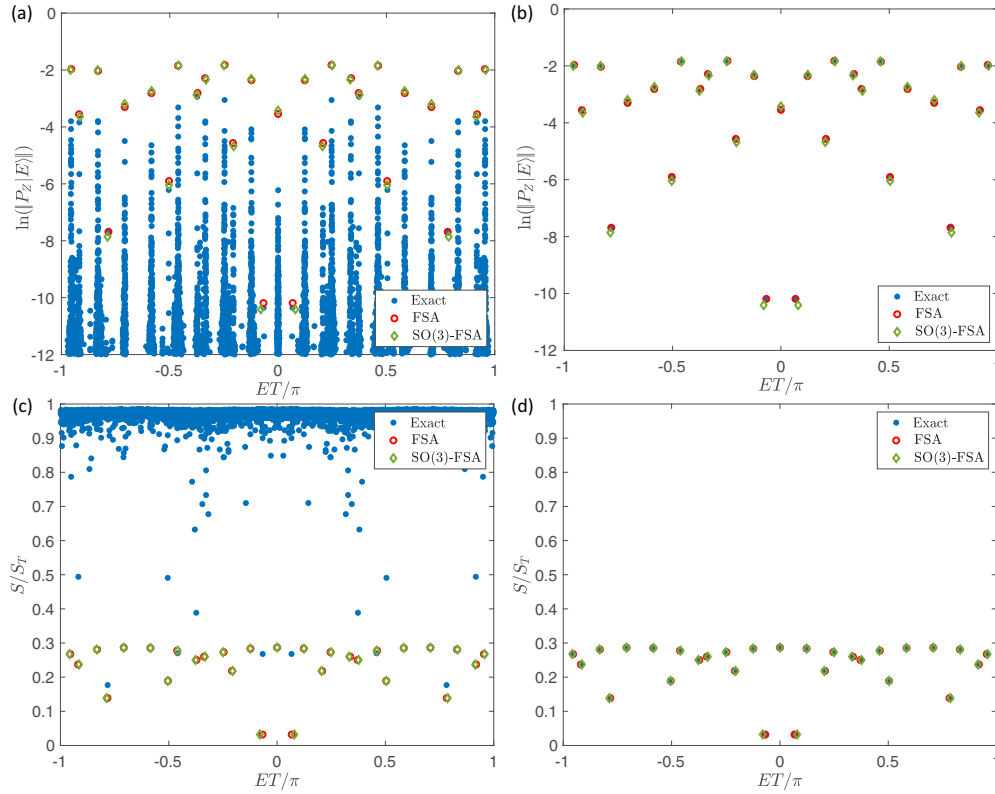 (a)
0
-2
-4
-6
-8
-10
-12
ln(‖P_Z|E⟩‖)
Exact
FSA
SO(3)-FSA
-1
-0.5
0
0.5
1
ET/π
(b)
0
-2
-4
-6
-8
-10
-12
ln(‖P_Z|E⟩‖)
Exact
FSA
SO(3)-FSA
-1
-0.5
0
0.5
1
ET/π
(c)
1
0.9
0.8
0.7
0.6
0.5
0.4
0.3
0.2
0.1
0
S/S_T
Exact
FSA
SO(3)-FSA
-1
-0.5
0
0.5
1
ET/π
(d)
1
0.9
0.8
0.7
0.6
0.5
0.4
0.3
0.2
0.1
0
S/S_T
Exact
FSA
SO(3)-FSA
-1
-0.5
0
0.5
1
ET/π